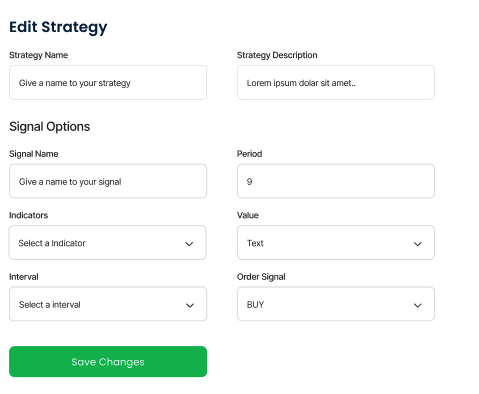 Edit Strategy
Strategy Name
Strategy Description
Give a name to your strategy
Lorem ipsum dolar sit amet..
Signal Options
Signal Name
Period
Give a name to your signal
9
Indicators
Value
Select a Indicator
Text
Interval
Order Signal
Select a interval
BUY
Save Changes